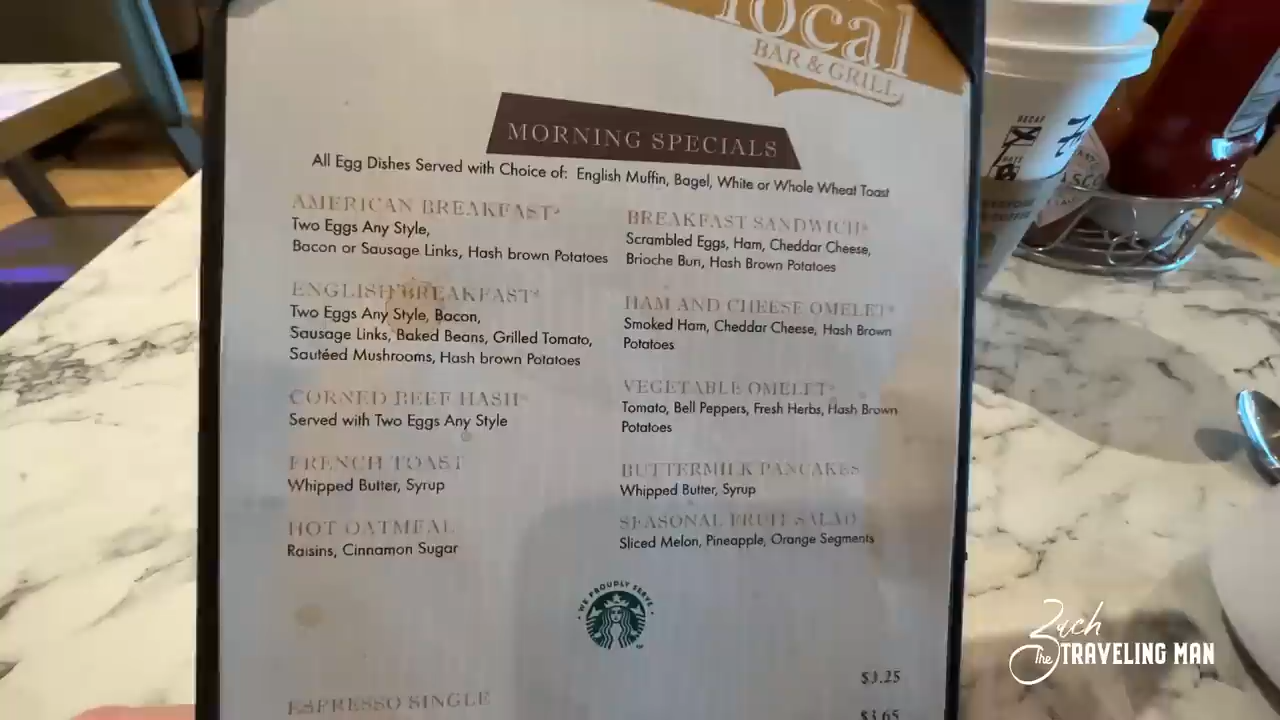 local
BAR & GRILL
MORNING SPECIALS
All Egg Dishes Served with Choice of: English Muffin, Bagel, White or Whole Wheat Toast
AMERICAN BREAKFAST*
Two Eggs Any Style,
Bacon or Sausage Links, Hash brown Potatoes
ENGLISH BREAKFAST*
Two Eggs Any Style, Bacon,
Sausage Links, Baked Beans, Grilled Tomato,
Sautéed Mushrooms, Hash brown Potatoes
CORNED BEEF HASH*
Served with Two Eggs Any Style
FRENCH TOAST
Whipped Butter, Syrup
HOT OATMEAL
Raisins, Cinnamon Sugar
BREAKFAST SANDWICH*
Scrambled Eggs, Ham, Cheddar Cheese,
Brioche Bun, Hash Brown Potatoes
HAM AND CHEESE OMELET*
Smoked Ham, Cheddar Cheese, Hash Brown
Potatoes
VEGETABLE OMELET*
Tomato, Bell Peppers, Fresh Herbs, Hash Brown
Potatoes
BUTTERMILK PANCAKES
Whipped Butter, Syrup
SEASONAL FRUIT SALAD
Sliced Melon, Pineapple, Orange Segments
WE PROUDLY SERVE
$3.25
ESPRESSO SINGLE
$3.65
DECAF
Zach
The TRAVELING MAN